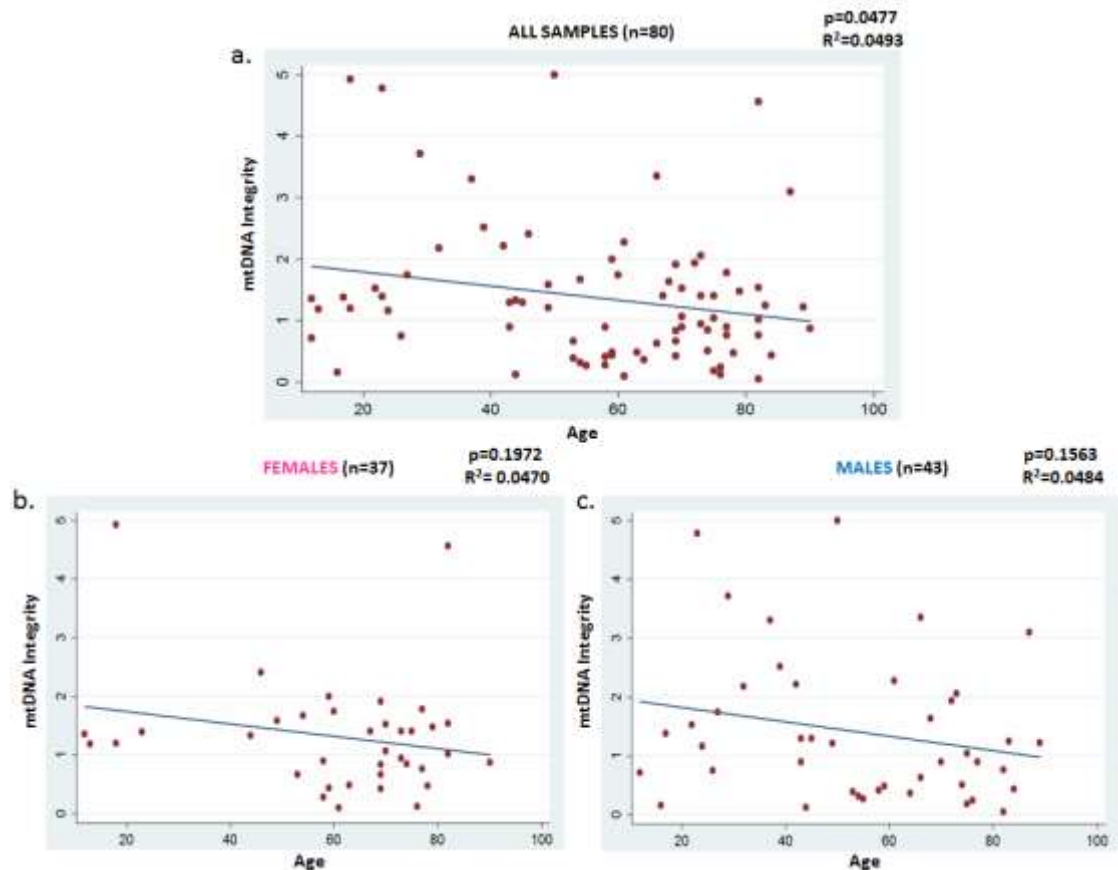 ALL SAMPLES (n=80)
p=0.0477
R²=0.0493
a.
mtDNA Integrity
5
4
3
2
1
0
20 40 60 80 100
Age
FEMALES (n=37)
p=0.1972
R²= 0.0470
b.
mtDNA Integrity
5
4
3
2
1
0
20 40 60 80 100
Age
MALES (n=43)
p=0.1563
R²=0.0484
c.
mtDNA Integrity
5
4
3
2
1
0
20 40 60 80 100
Age